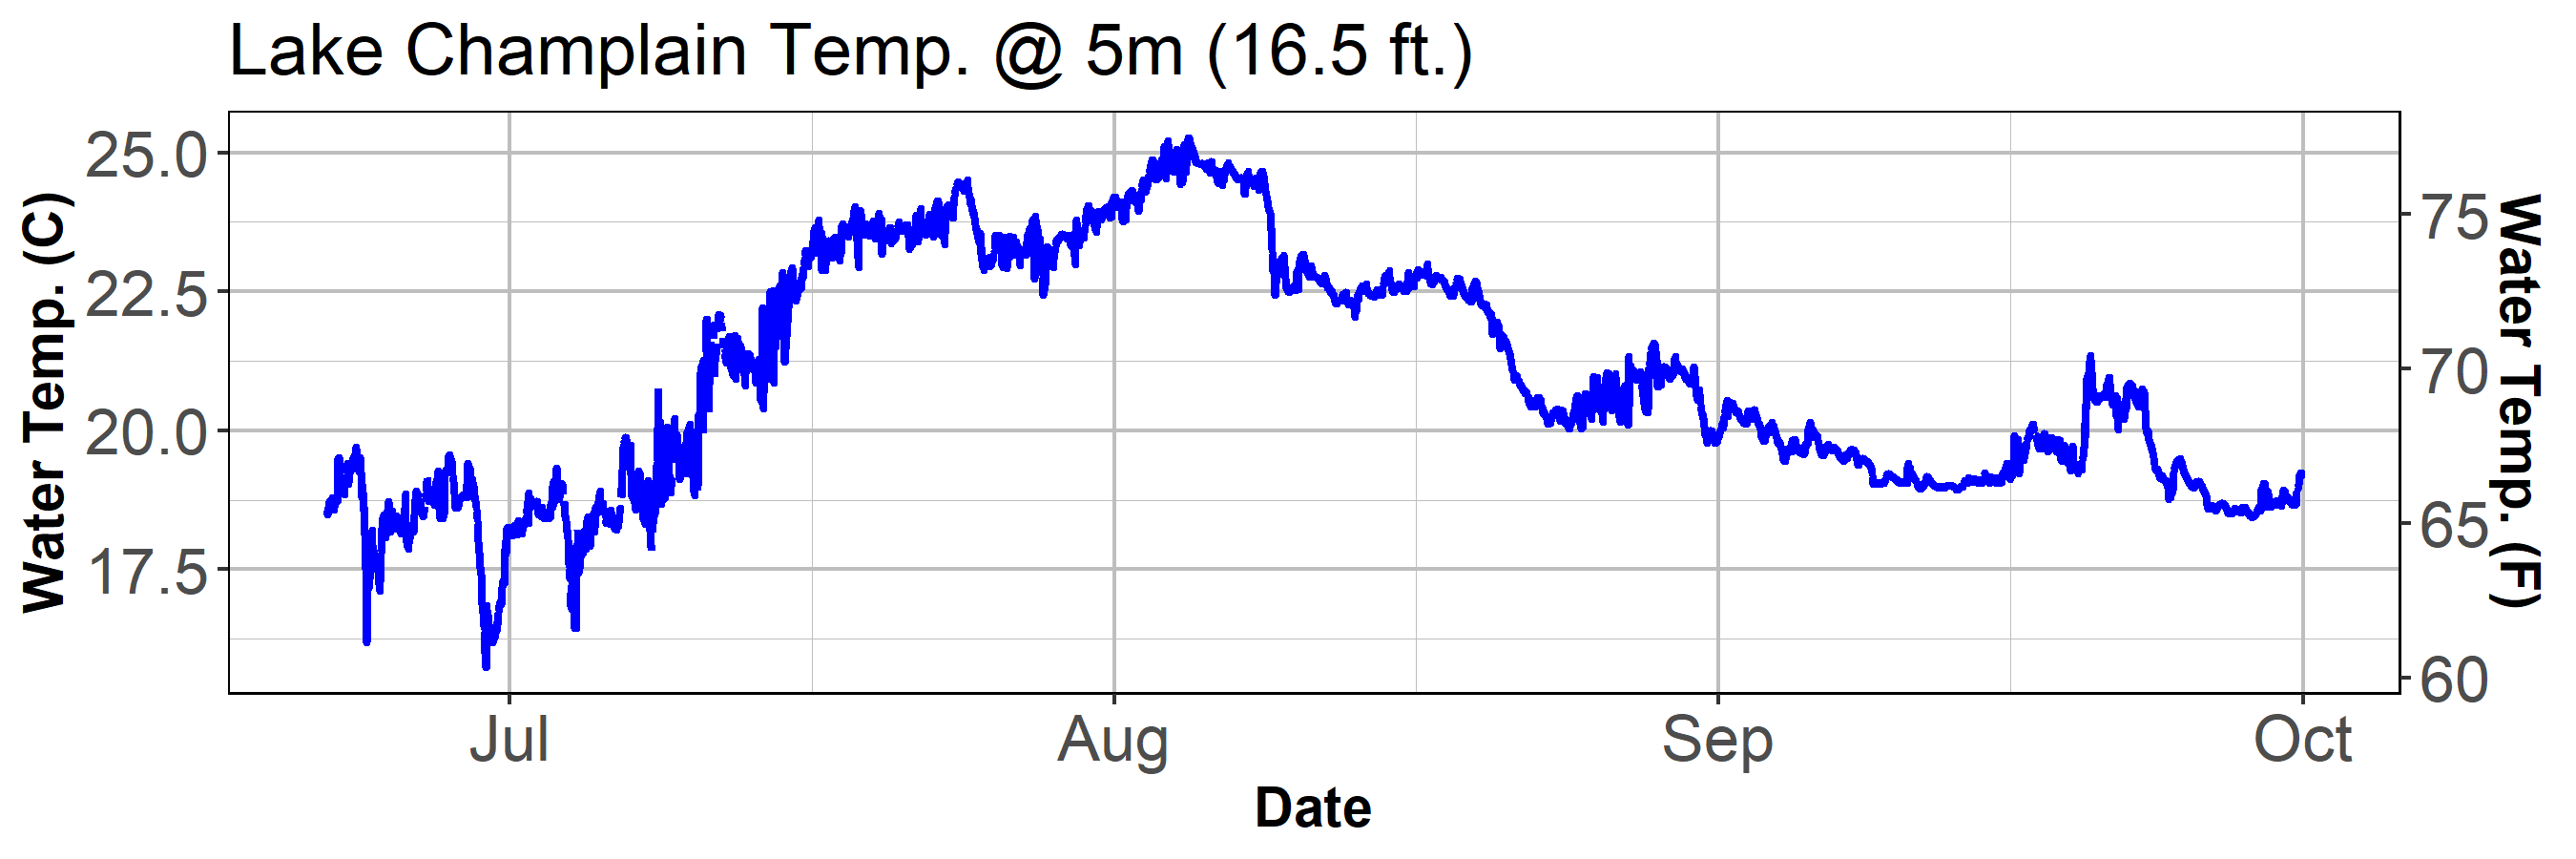 Lake Champlain Temp. @ 5m (16.5 ft.)
Water Temp. (C)
25.0
22.5
20.0
17.5
75
70
65
60
Water Temp. (F)
Jul Aug Sep Oct
Date